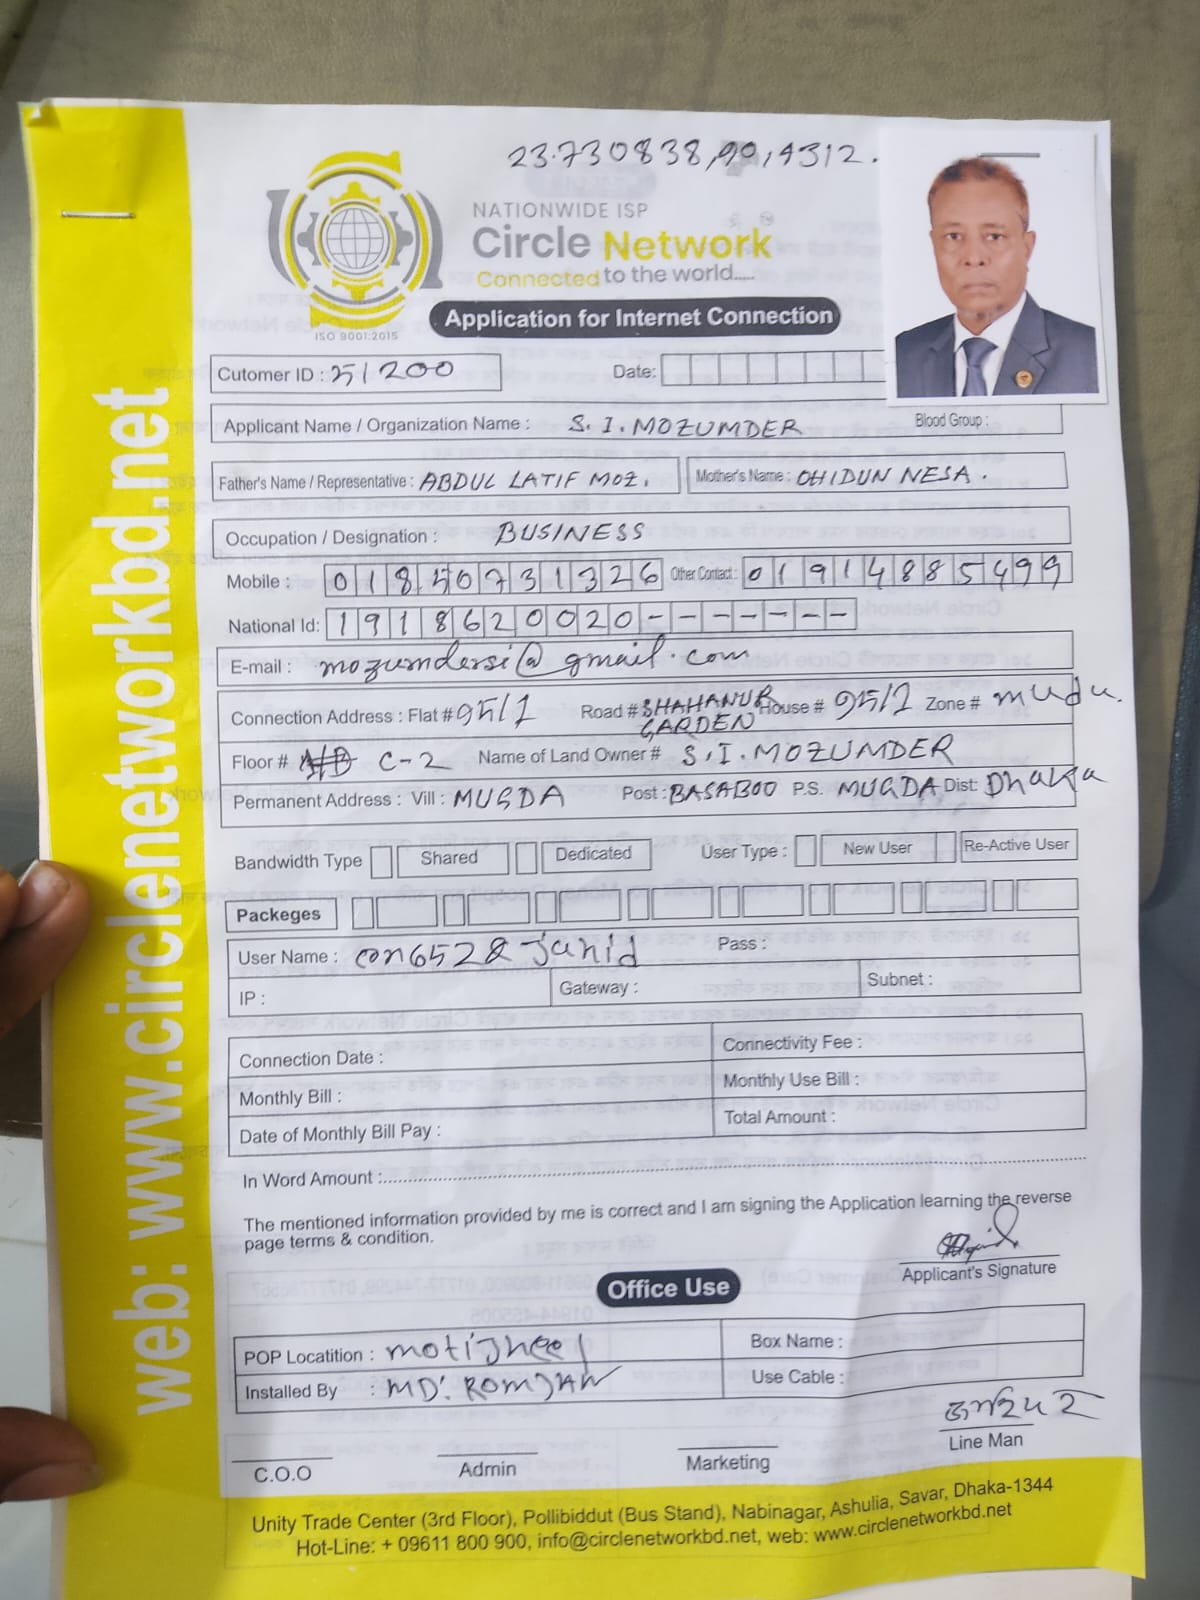 23.730838,90,4312.
NATIONWIDE ISP
Circle Network
Connected to the world.....
ISO 9001:2015
Application for Internet Connection
Cutomer ID : 251200
Date:
Applicant Name / Organization Name : S. I. MOZUMDER Blood Group :
Father's Name / Representative : ABDUL LATIF MOZ. Mother's Name : OHIDUN NESA.
Occupation / Designation : BUSINESS
Mobile : 01840731326 Other Contact : 01914885499
National Id: 1918620020-------
E-mail : mozumdersi@gmail.com
Connection Address : Flat # 95/1 Road # SHAHANUR GARDEN House # 95/1 Zone # mudu.
Floor # C-2 Name of Land Owner # S. I. MOZUMDER
Permanent Address : Vill : MUGDA Post : BASABOO P.S. MUGDA Dist: Dhaka
Bandwidth Type Shared Dedicated User Type : New User Re-Active User
Packeges
User Name : con6528 Jahid Pass :
IP : Gateway : Subnet :
Connection Date : Connectivity Fee :
Monthly Bill : Monthly Use Bill :
Date of Monthly Bill Pay : Total Amount :
In Word Amount :
The mentioned information provided by me is correct and I am signing the Application learning the reverse
page terms & condition.
Applicant's Signature
Office Use
POP Locatition : motijheel Box Name :
Installed By : MD: ROMJAN Use Cable :
Line Man
C.O.O Admin Marketing
Unity Trade Center (3rd Floor), Pollibiddut (Bus Stand), Nabinagar, Ashulia, Savar, Dhaka-1344
Hot-Line: + 09611 800 900, info@circlenetworkbd.net, web: www.circlenetworkbd.net
web: www.circlenetworkbd.net